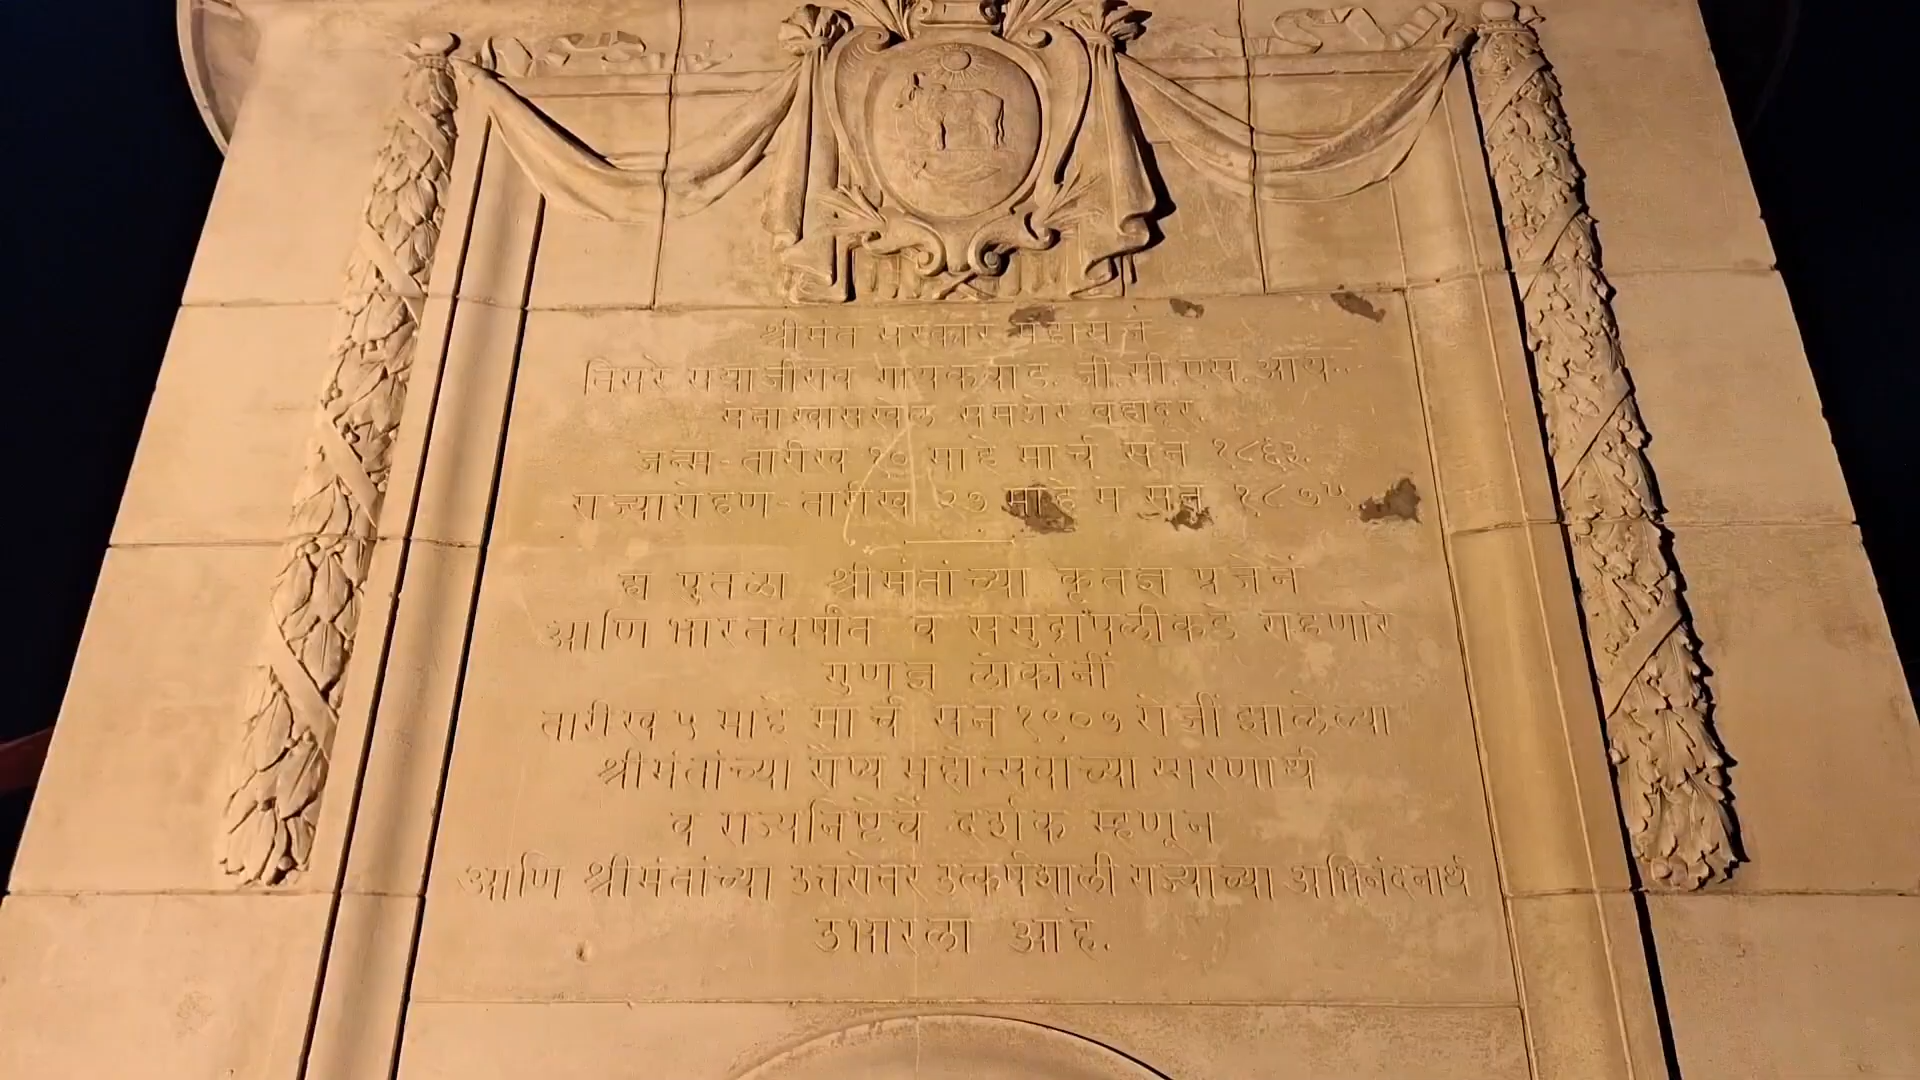 श्रीमंत सरकार महाराज
तिसरे सयाजीराव गायकवाड. जी.सी.एस.आय.
सेनाखासखेल समशेर बहादूर.
जन्म - तारीख १० माहे मार्च सन १८६३.
राज्यारोहण - तारीख २७ माहे मे सन १८७५.
हा पुतळा श्रीमंतांच्या कृतज्ञ प्रजेनें
आणि भारतवर्षीत व समुद्रापलीकडे राहणारे
गुणज्ञ लोकांनीं
तारीख ५ माहे मार्च सन १९०७ रोजीं झालेल्या
श्रीमंतांच्या रौप्य महोत्सवाच्या स्मरणार्थ
व राज्यनिष्ठेचें दर्शक म्हणून
आणि श्रीमंतांच्या उत्तरोत्तर उत्कर्षशाली राज्याच्या अभिनंदनार्थ
उभारला आहे.